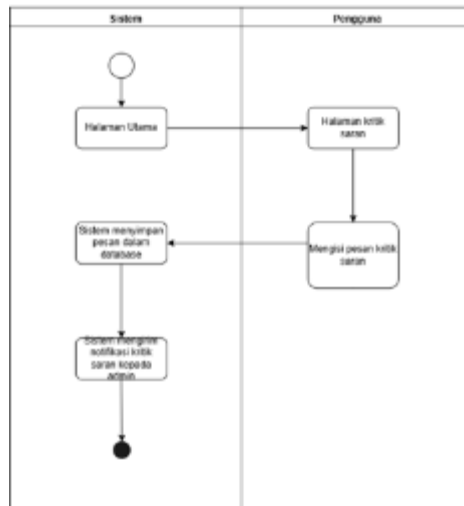 Sistem
Pengguna
Halaman Utama
Halaman kritik
saran
Sistem menyimpan
pesan dalam
database
Mengisi pesan kritik
saran
Sistem mengirim
notifikasi kritik
saran kepada
admin